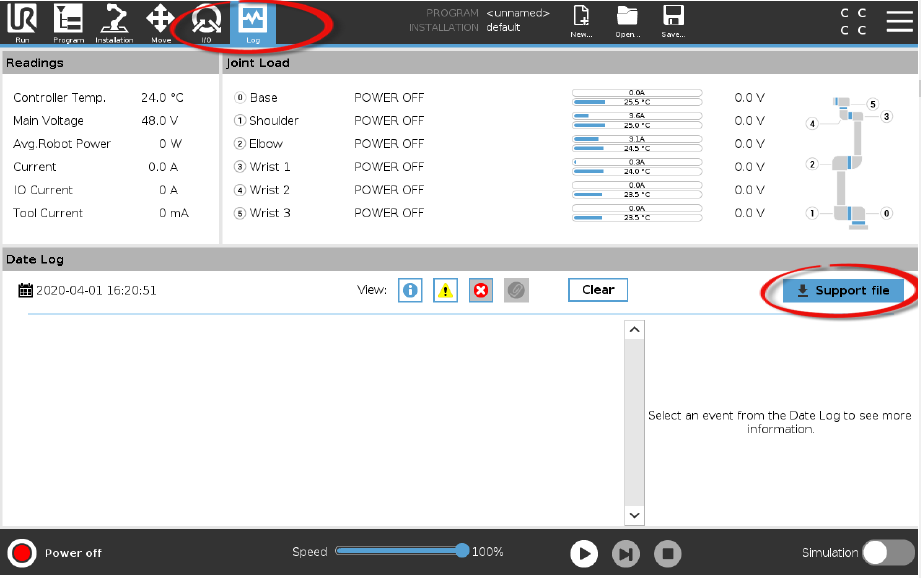 UR
PROGRAM <unnamed>
INSTALLATION default
C C
C C
Run Program Installation Move I/O Log New... Open... Save...
Readings
Joint Load
Controller Temp. 24.0 °C
Main Voltage 48.0 V
Avg.Robot Power 0 W
Current 0.0 A
IO Current 0 A
Tool Current 0 mA
0 Base POWER OFF 0.0A 25.5 °C 0.0 V
1 Shoulder POWER OFF 3.6A 25.0 °C 0.0 V
2 Elbow POWER OFF 3.1A 24.5 °C 0.0 V
3 Wrist 1 POWER OFF 0.3A 24.0 °C 0.0 V
4 Wrist 2 POWER OFF 0.0A 23.5 °C 0.0 V
5 Wrist 3 POWER OFF 0.0A 23.5 °C 0.0 V
5
4 3
2
1 0
Date Log
2020-04-01 16:20:51 View: Clear Support file
Select an event from the Date Log to see more
information.
Power off Speed 100% Simulation